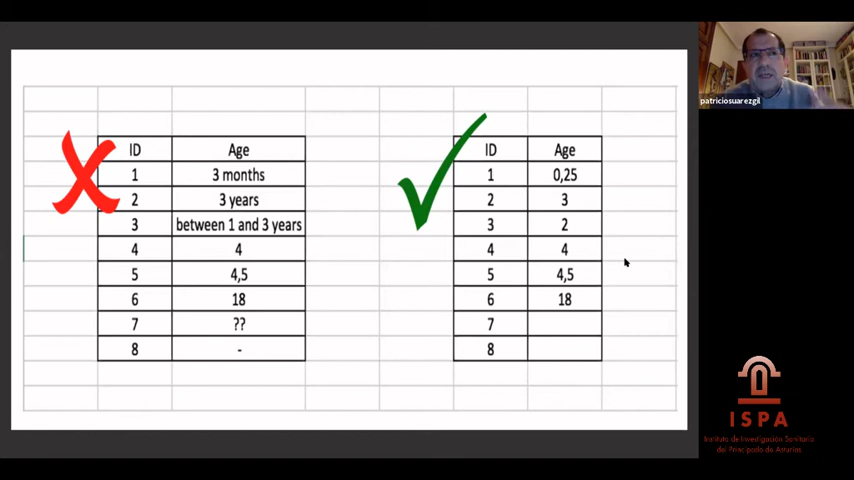 patriciosuarezgil
ID Age
1 3 months
2 3 years
3 between 1 and 3 years
4 4
5 4,5
6 18
7 ??
8 -
ID Age
1 0,25
2 3
3 2
4 4
5 4,5
6 18
7
8
ISPA
Instituto de Investigación Sanitaria
del Principado de Asturias